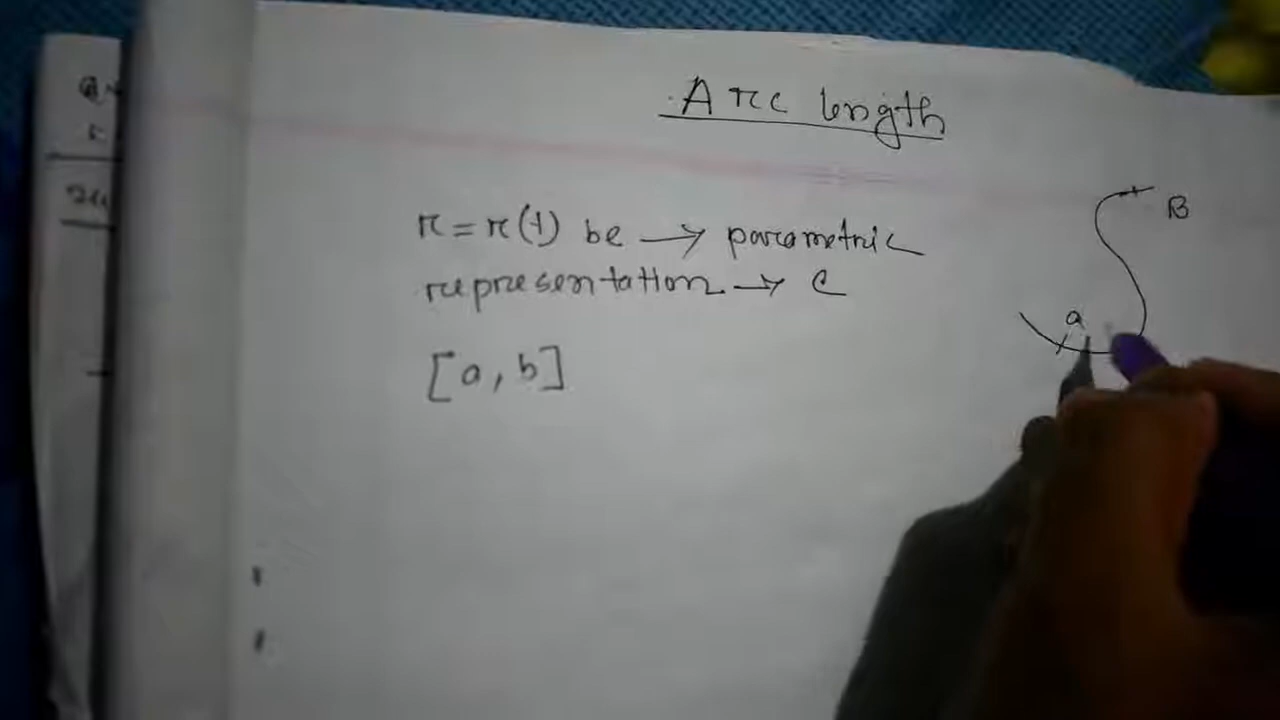 Arc length
r = r(t) be → parametric
representation → C
[a, b]
B
a